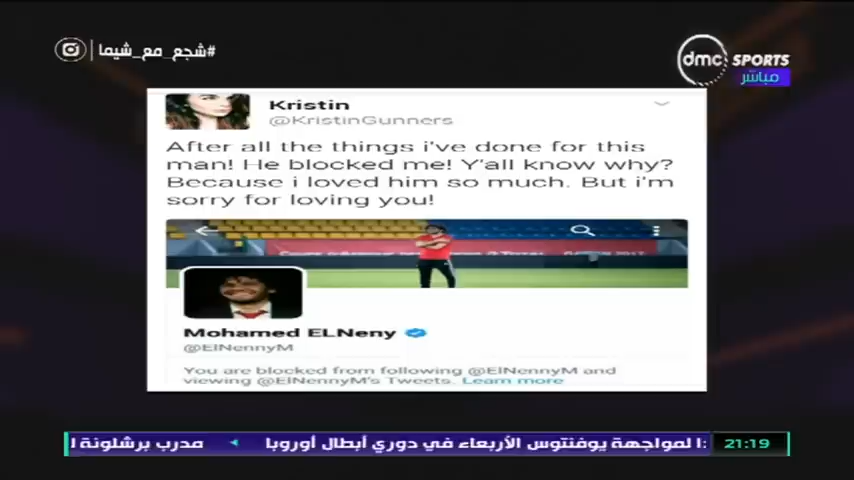 #شجع_مع_شيما
dmc SPORTS
مباشر
Kristin
@KristinGunners
After all the things i've done for this
man! He blocked me! Y'all know why?
Because i loved him so much. But i'm
sorry for loving you!
Mohamed ELNeny
@ElNennyM
You are blocked from following @ElNennyM and
viewing @ElNennyM's Tweets. Learn more
لمواجهة يوفنتوس الأربعاء في دوري أبطال أوروبا ◂ مدرب برشلونة
21:19